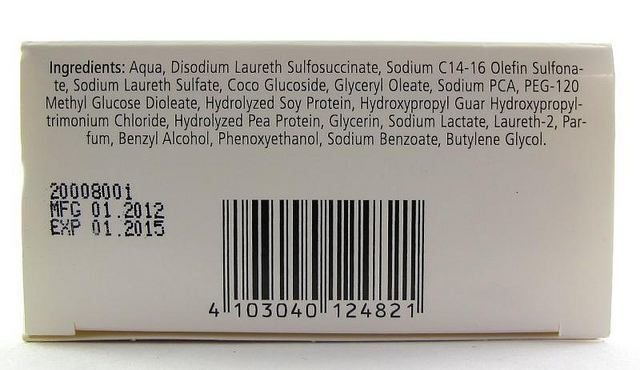 Ingredients: Aqua, Disodium Laureth Sulfosuccinate, Sodium C14-16 Olefin Sulfona-
te, Sodium Laureth Sulfate, Coco Glucoside, Glyceryl Oleate, Sodium PCA, PEG-120
Methyl Glucose Dioleate, Hydrolyzed Soy Protein, Hydroxypropyl Guar Hydroxypropyl-
trimonium Chloride, Hydrolyzed Pea Protein, Glycerin, Sodium Lactate, Laureth-2, Par-
fum, Benzyl Alcohol, Phenoxyethanol, Sodium Benzoate, Butylene Glycol.
20008001
MFG 01.2012
EXP 01.2015
4 103040 124821